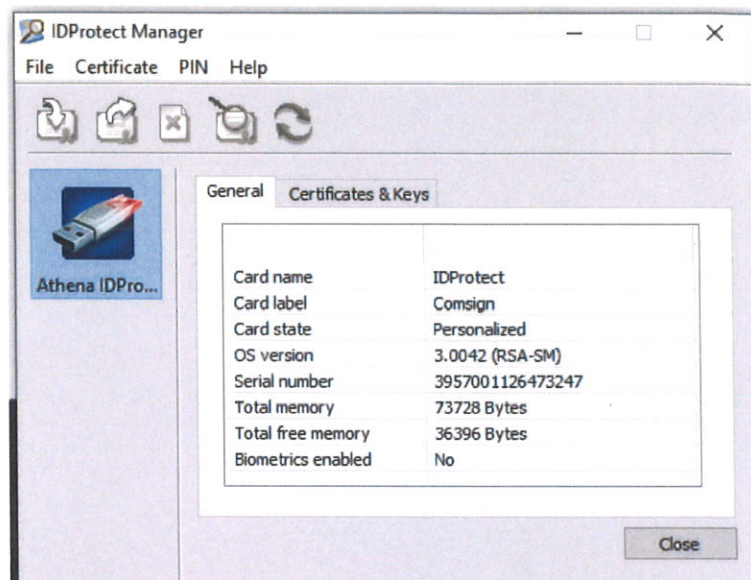 IDProtect Manager
File Certificate PIN Help
Athena IDPro...
General Certificates & Keys
Card name IDProtect
Card label Comsign
Card state Personalized
OS version 3.0042 (RSA-SM)
Serial number 3957001126473247
Total memory 73728 Bytes
Total free memory 36396 Bytes
Biometrics enabled No
Close